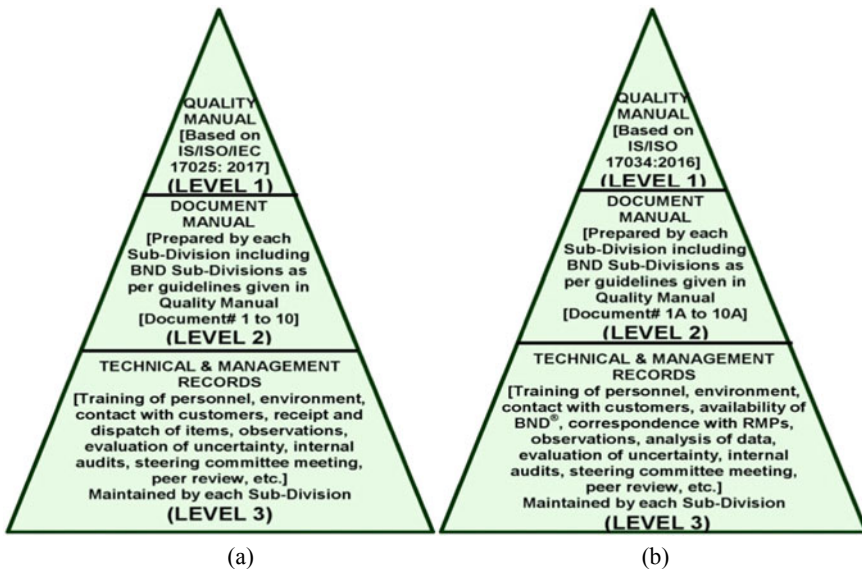 QUALITY
MANUAL
[Based on
IS/ISO/IEC
17025: 2017]
(LEVEL 1)
DOCUMENT
MANUAL
[Prepared by each
Sub-Division including
BND Sub-Divisions as
per guidelines given in
Quality Manual
[Document# 1 to 10]
(LEVEL 2)
TECHNICAL & MANAGEMENT
RECORDS
[Training of personnel, environment,
contact with customers, receipt and
dispatch of items, observations,
evaluation of uncertainty, internal
audits, steering committee meeting,
peer review, etc.]
Maintained by each Sub-Division
(LEVEL 3)
(a)
QUALITY
MANUAL
[Based on
IS/ISO
17034:2016]
(LEVEL 1)
DOCUMENT
MANUAL
[Prepared by each
Sub-Division including
BND Sub-Divisions as
per guidelines given in
Quality Manual
[Document# 1A to 10A]
(LEVEL 2)
TECHNICAL & MANAGEMENT
RECORDS
[Training of personnel, environment,
contact with customers, availability of
BND®, correspondence with RMPs,
observations, analysis of data,
evaluation of uncertainty, internal
audits, steering committee meeting,
peer review, etc.]
Maintained by each Sub-Division
(LEVEL 3)
(b)